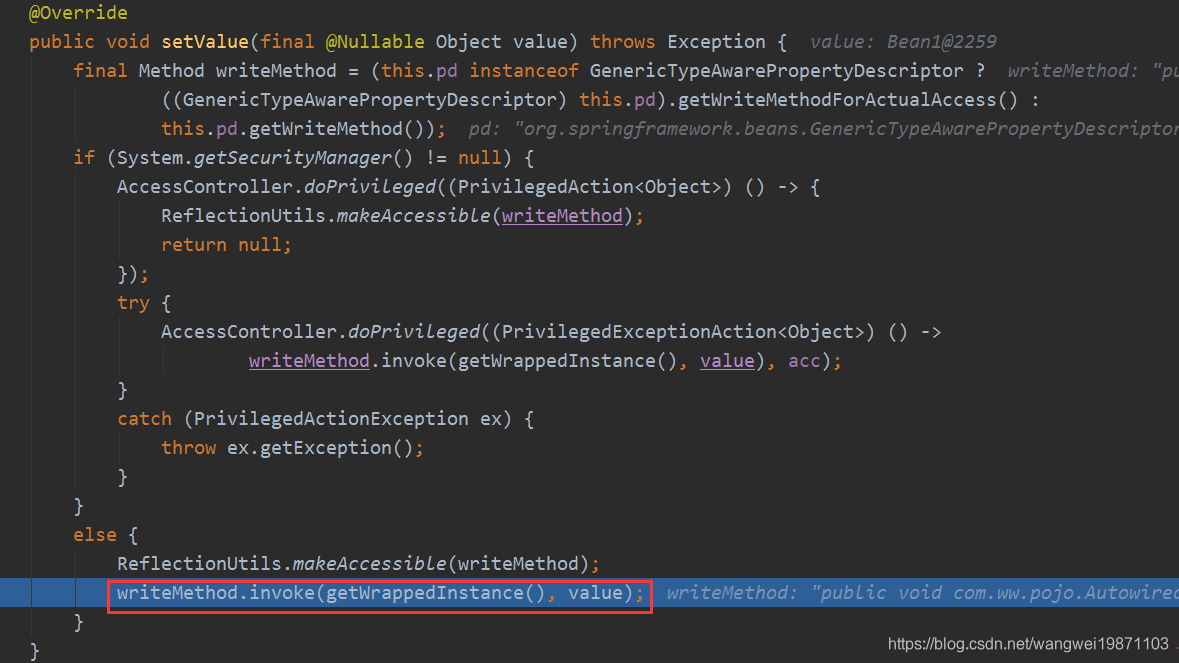 @Override
public void setValue(final @Nullable Object value) throws Exception {  value: Bean1@2259
final Method writeMethod = (this.pd instanceof GenericTypeAwarePropertyDescriptor ?  writeMethod: "pu
((GenericTypeAwarePropertyDescriptor) this.pd).getWriteMethodForActualAccess() :
this.pd.getWriteMethod());  pd: "org.springframework.beans.GenericTypeAwarePropertyDescriptor
if (System.getSecurityManager() != null) {
AccessController.doPrivileged((PrivilegedAction<Object>) () -> {
ReflectionUtils.makeAccessible(writeMethod);
return null;
});
try {
AccessController.doPrivileged((PrivilegedExceptionAction<Object>) () ->
writeMethod.invoke(getWrappedInstance(), value), acc);
}
catch (PrivilegedActionException ex) {
throw ex.getException();
}
}
else {
ReflectionUtils.makeAccessible(writeMethod);
writeMethod.invoke(getWrappedInstance(), value);  writeMethod: "public void com.ww.pojo.Autowired
}
}
https://blog.csdn.net/wangwei19871103